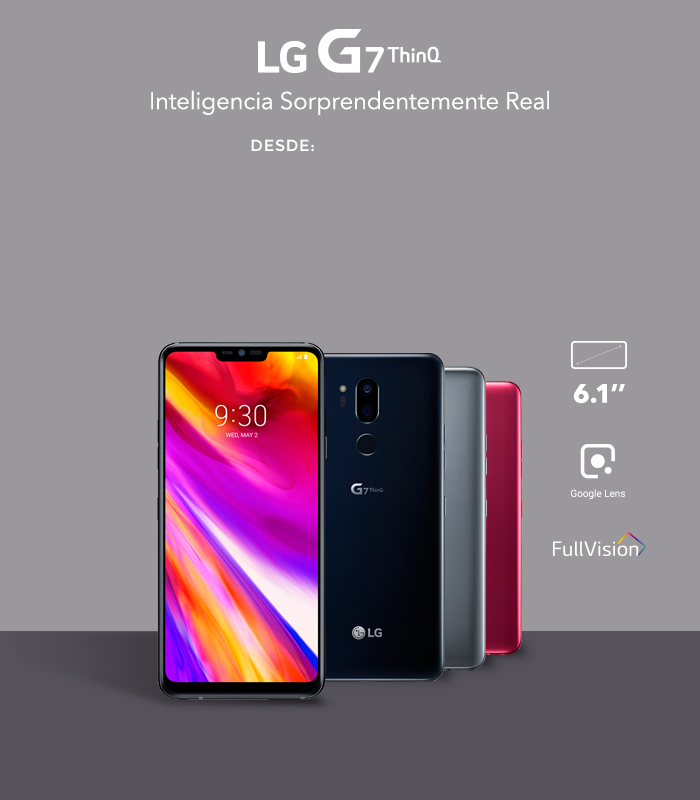 LG G7 ThinQ
Inteligencia Sorprendentemente Real
DESDE:
9:30
WED, MAY 2
G7 ThinQ
LG
6.1’’
Google Lens
FullVision